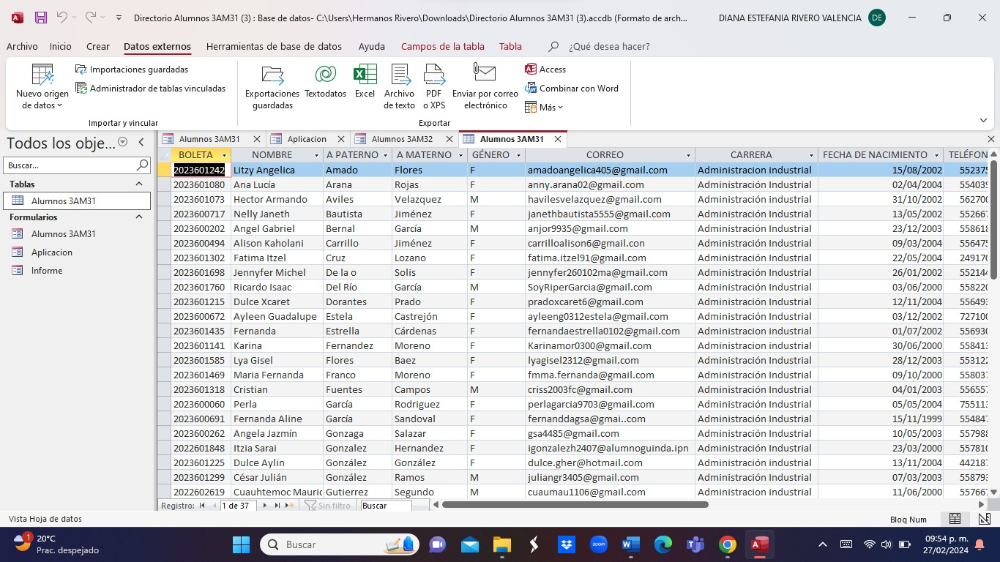 Directorio Alumnos 3AM31 (3) : Base de datos- C:\Users\Hermanos Rivero\Downloads\Directorio Alumnos 3AM31 (3).accdb (Formato de arch... DIANA ESTEFANIA RIVERO VALENCIA DE
Archivo Inicio Crear Datos externos Herramientas de base de datos Ayuda Campos de la tabla Tabla ¿Qué desea hacer?
Nuevo origen de datos
Importaciones guardadas
Administrador de tablas vinculadas
Importar y vincular
Exportaciones guardadas
Textodatos
Excel
Archivo de texto
PDF o XPS
Enviar por correo electrónico
Access
Combinar con Word
Más
Exportar
Todos los obje...
Buscar...
Tablas
Alumnos 3AM31
Formularios
Alumnos 3AM31
Aplicacion
Informe
Alumnos 3AM31 Aplicacion Alumnos 3AM32 Alumnos 3AM31
BOLETA NOMBRE A PATERNO A MATERNO GÉNERO CORREO CARRERA FECHA DE NACIMIENTO TELÉFON
2023601242 Litzy Angelica Amado Flores F amadoangelica405@gmail.com Administracion industrial 15/08/2002 552375
2023601080 Ana Lucía Arana Rojas F anny.arana02@gmail.com Administración Industrial 02/04/2004 554039
2023601073 Hector Armando Aviles Velazquez M havilesvelazquez@gmail.com Administración industrial 31/10/2002 562700
2023600717 Nelly Janeth Bautista Jiménez F janethbautista5555@gmail.com Administración Industrial 13/05/2002 552667
2023600202 Angel Gabriel Bernal García M anjor9935@gmail.com Administración industrial 23/12/2003 558618
2023600494 Alison Kaholani Carrillo Jiménez F carrilloalison6@gmail.con Administración Industrial 09/03/2004 556475
2023601302 Fatima Itzel Cruz Lozano F fatima.itzel91@gmail.com Administración Industrial 22/05/2004 249170
2023601698 Jennyfer Michel De la o Solis F jennyfer260102ma@gmail.com Administración Industrial 26/01/2002 552144
2023601760 Ricardo Isaac Del Río García M SoyRiperGarcia@gmail.com Administración Industrial 03/06/2000 558220
2023601215 Dulce Xcaret Dorantes Prado F pradoxcaret6@gmail.com Administración Industrial 12/11/2004 556493
2023600672 Ayleen Guadalupe Estela Castrejón F ayleeng0312estela@gmail.com Administración Industrial 03/12/2002 727100
2023601435 Fernanda Estrella Cárdenas F fernandaestrella0102@gmail.com Administración Industrial 01/07/2002 556930
2023601141 Karina Fernandez Moreno F Karinamor0300@gmail.com Administración Industrial 30/06/2000 558413
2023601585 Lya Gisel Flores Baez F lyagisel2312@gmail.com Administración Industrial 28/12/2003 553122
2023601469 Maria Fernanda Franco Moreno F fmma.fernanda@gmail.com Administración Industrial 09/10/2000 558037
2023601318 Cristian Fuentes Campos M criss2003fc@gmail.com Administración Industrial 04/01/2003 556557
2023600060 Perla García Rodriguez F perlagarcia9703@gmail.com Administración Industrial 05/05/2004 755113
2023600691 Fernanda Aline García Sandoval F fernanddagsa@gmai..com Administración Industrial 15/11/1999 554847
2023600262 Angela Jazmín Gonzaga Salazar F gsa4485@gmail.com Administración Industrial 10/05/2003 557988
2022601848 Itzia Sarai Gonzalez Hernandez F igonzalezh2407@alumnoguinda.ipn Administración Industrial 23/03/2000 557810
2023601225 Dulce Aylin González González F dulce.gher@hotmail.com Administración Industrial 13/11/2004 442187
2023601299 César Julián González Ramos M juliangr3405@gmail.com Administración industrial 07/03/2003 558793
2022602619 Cuauhtemoc Mauric Gutierrez Segundo M cuaumau1106@gmail.com Administración industrial 11/06/2000 557667
Registro: 1 de 37 Sin filtro Buscar
Vista Hoja de datos Bloq Num
1 20°C Prac. despejado
Buscar
zoom
09:54 p. m.
27/02/2024